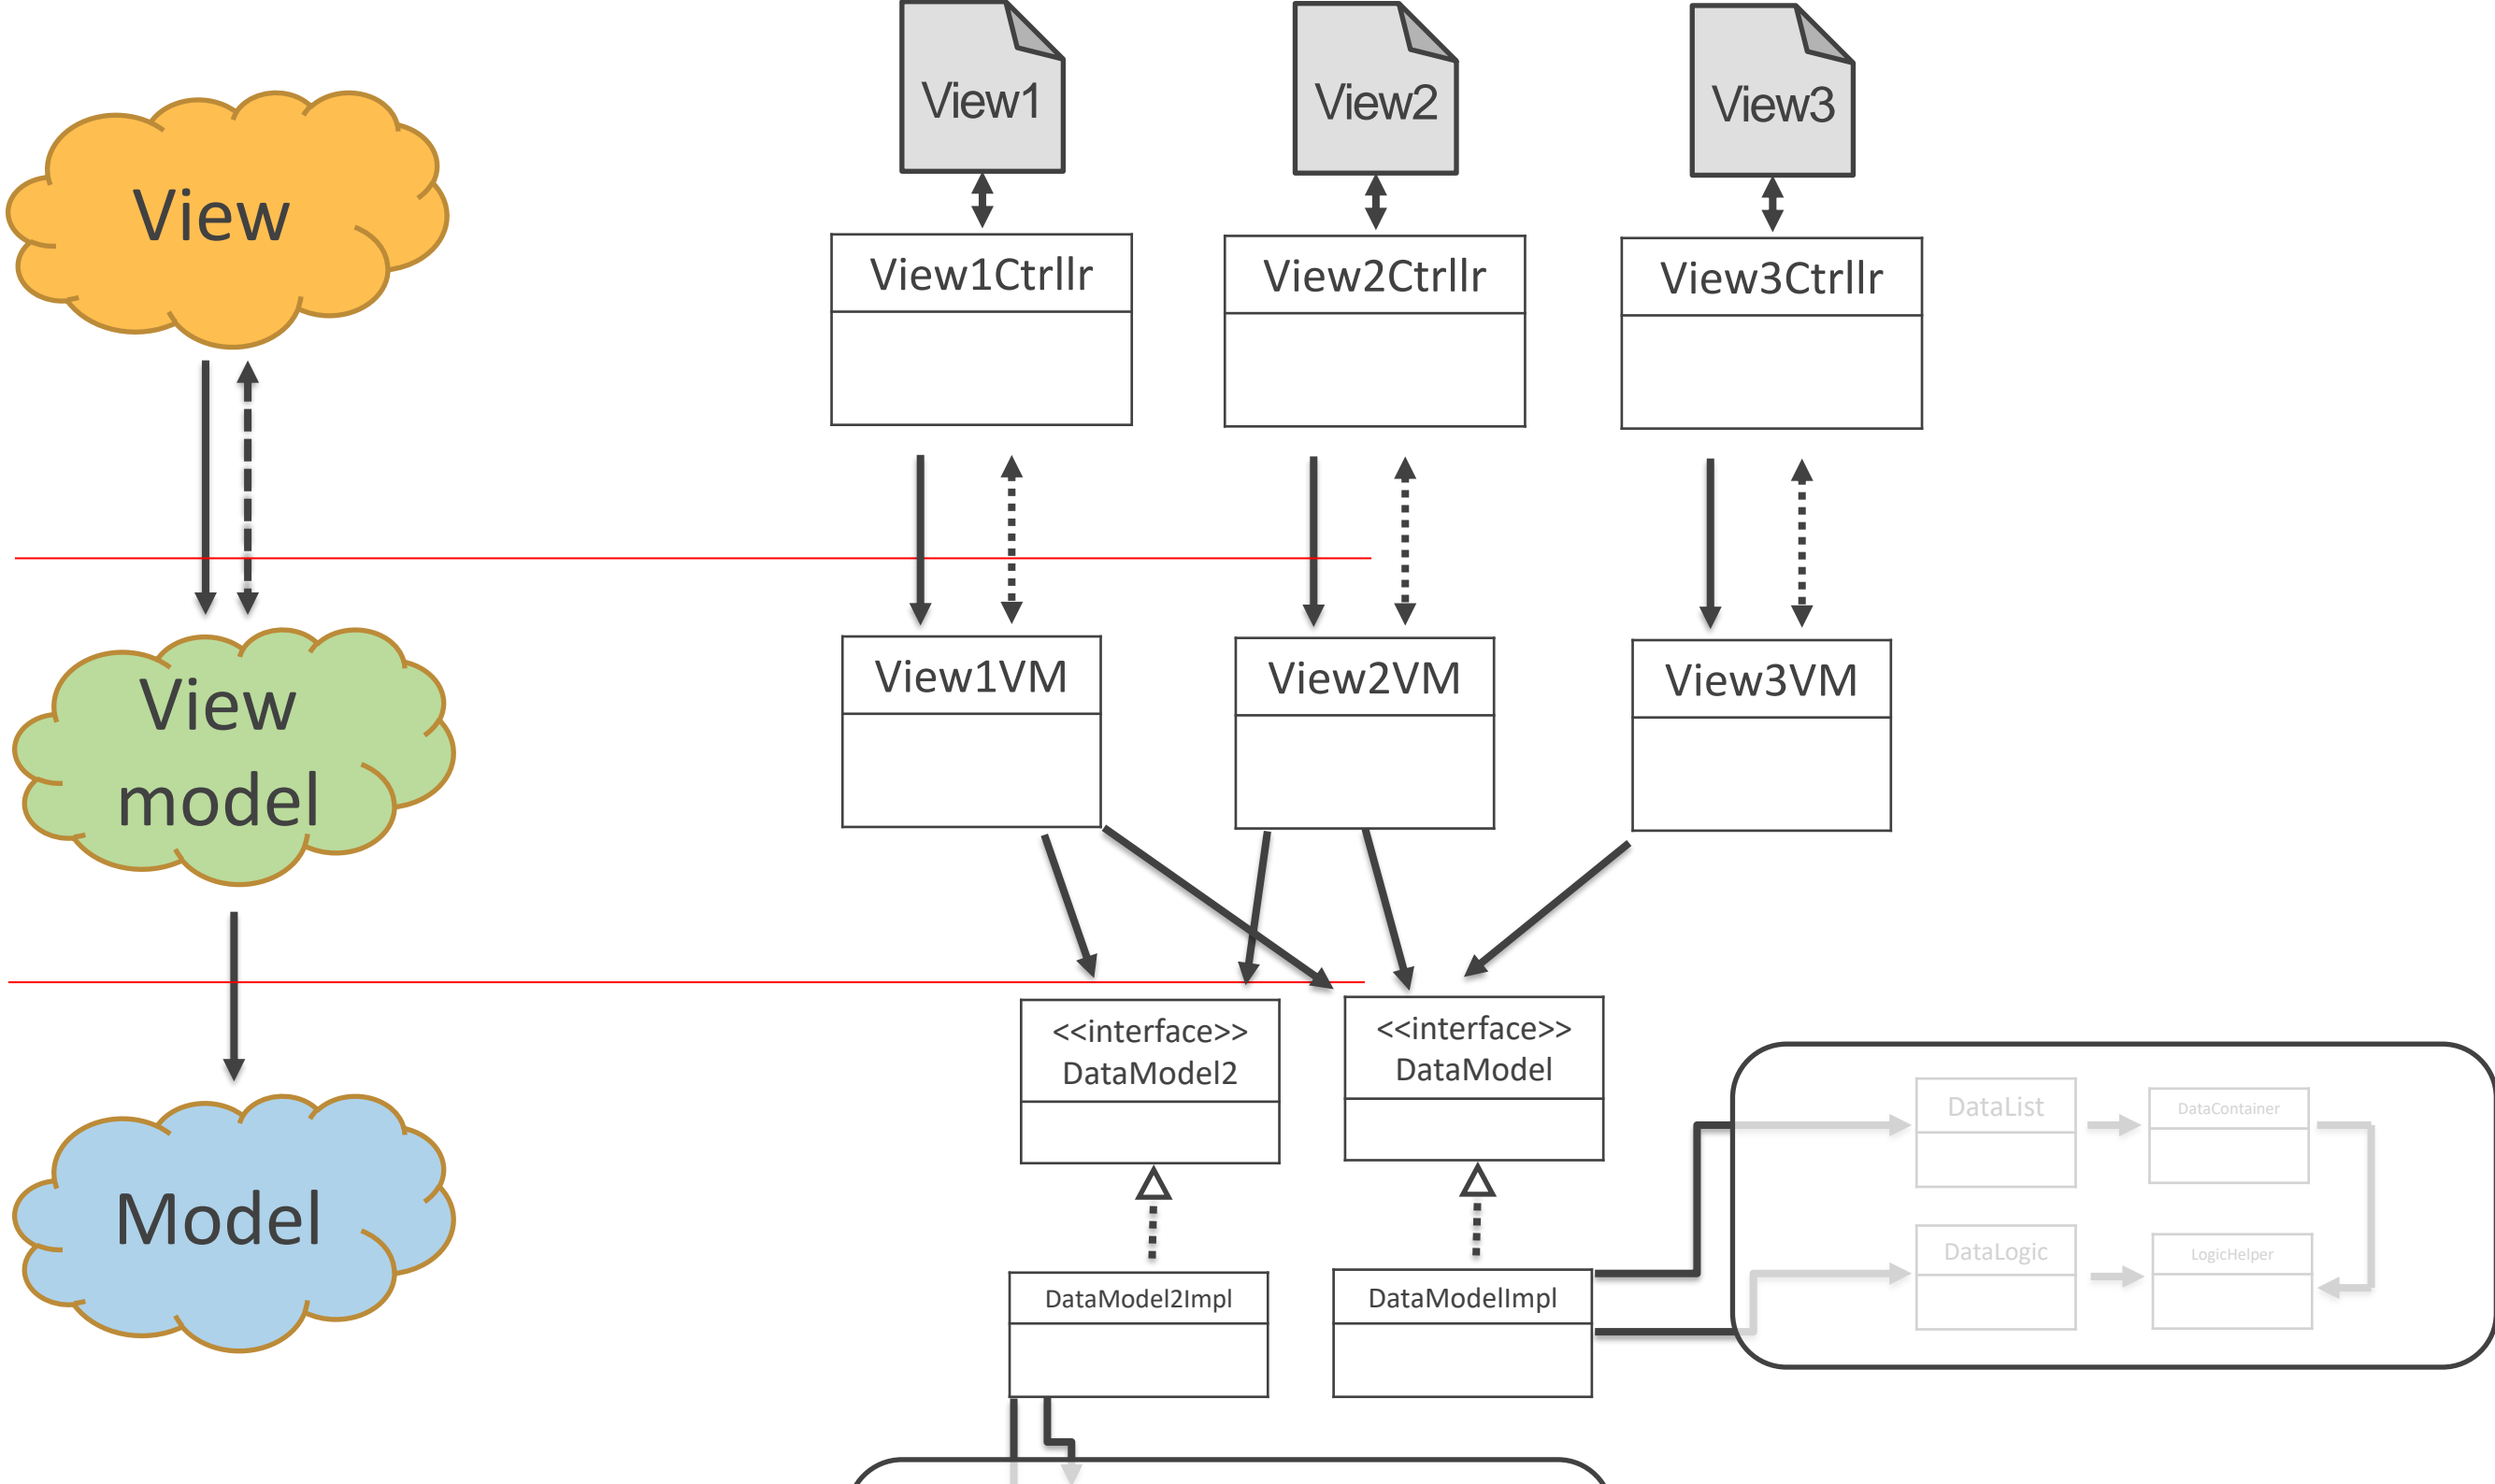 View1
View2
View3
View
View1Ctrllr
View2Ctrllr
View3Ctrllr
View
model
View1VM
View2VM
View3VM
<<interface>>
DataModel2
<<interface>>
DataModel
DataList
DataContainer
Model
DataLogic
LogicHelper
DataModel2Impl
DataModelImpl